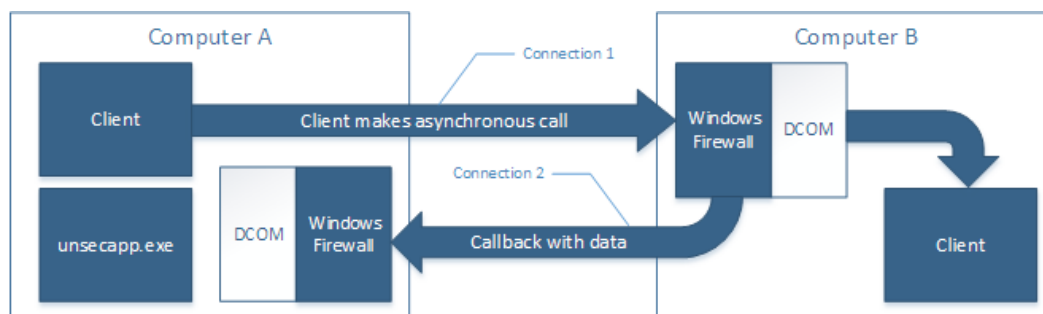 Computer A
Computer B
Connection 1
Client
Client makes asynchronous call
Windows
Firewall
DCOM
Connection 2
unsecapp.exe
DCOM
Windows
Firewall
Callback with data
Client